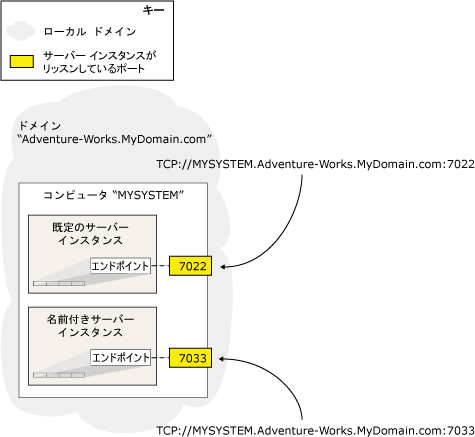 キー
ローカル ドメイン
サーバー インスタンスが
リッスンしているポート
ドメイン
“Adventure-Works.MyDomain.com”
TCP://MYSYSTEM.Adventure-Works.MyDomain.com:7022
コンピュータ “MYSYSTEM”
既定のサーバー
インスタンス
エンドポイント
7022
名前付きサーバー
インスタンス
エンドポイント
7033
TCP://MYSYSTEM.Adventure-Works.MyDomain.com:7033